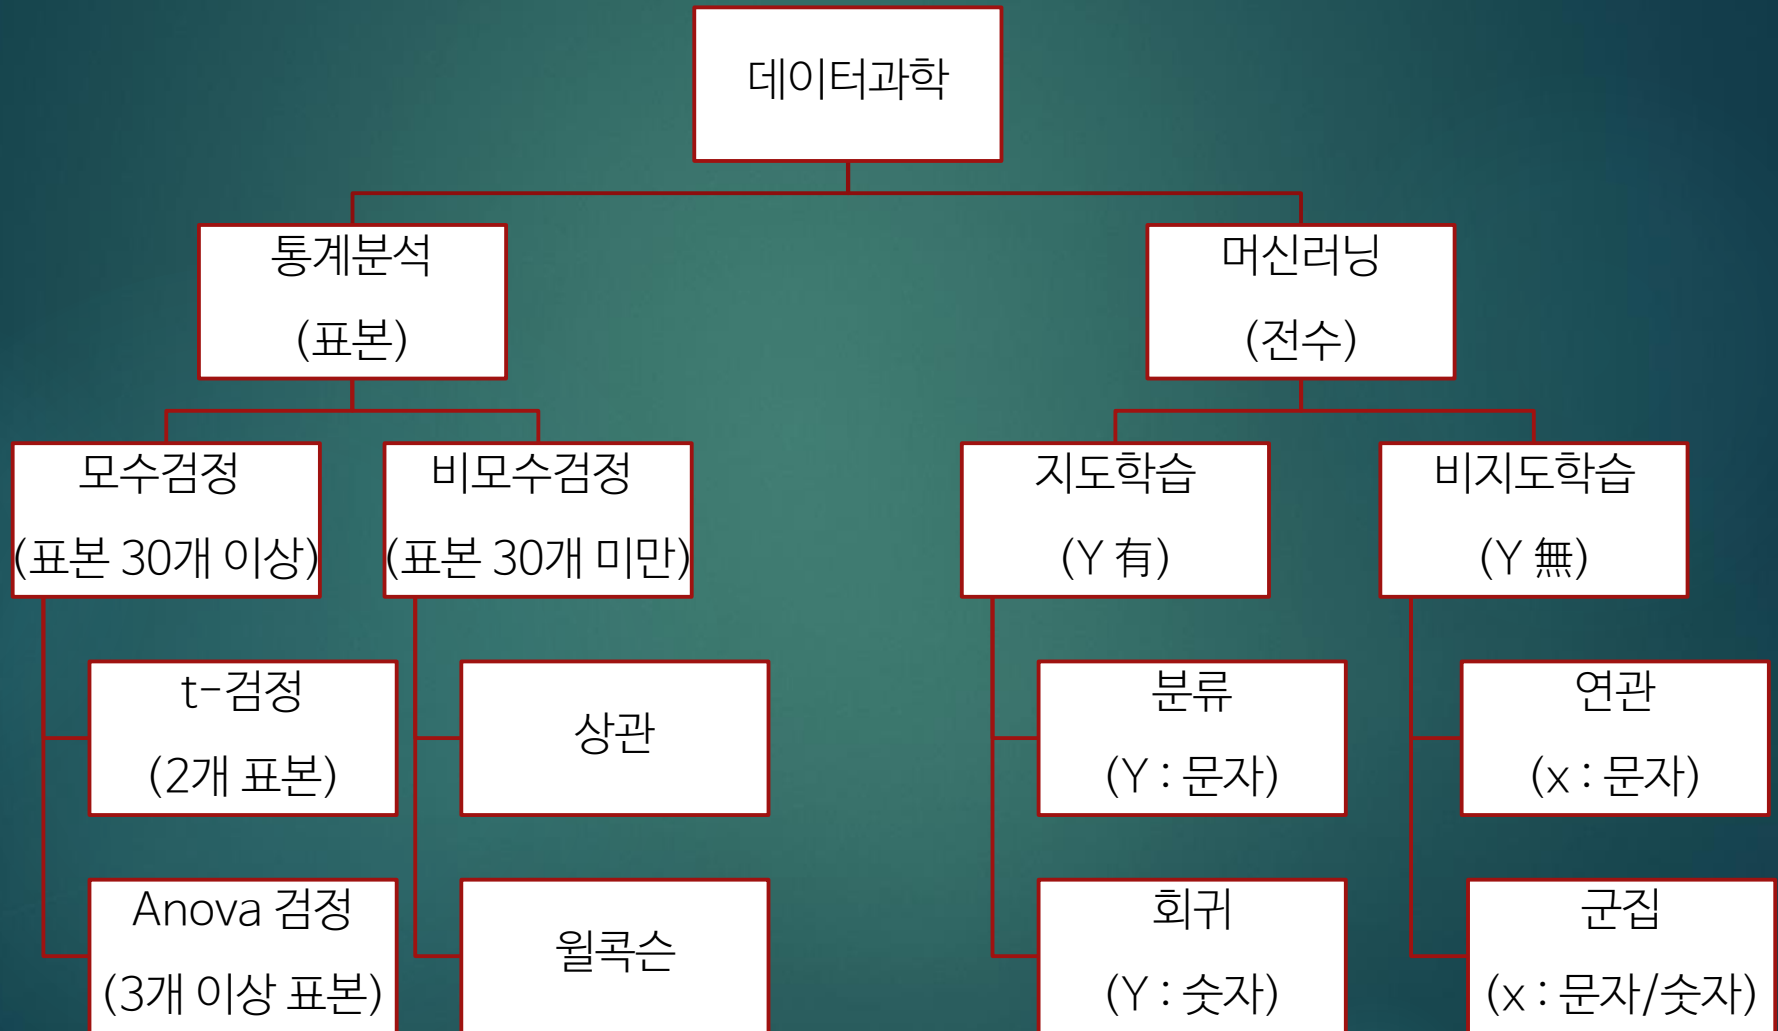 데이터과학
통계분석
(표본)
머신러닝
(전수)
모수검정
(표본 30개 이상)
비모수검정
(표본 30개 미만)
지도학습
(Y 有)
비지도학습
(Y 無)
t-검정
(2개 표본)
상관
분류
(Y : 문자)
연관
(x : 문자)
Anova 검정
(3개 이상 표본)
윌콕슨
회귀
(Y : 숫자)
군집
(x : 문자/숫자)